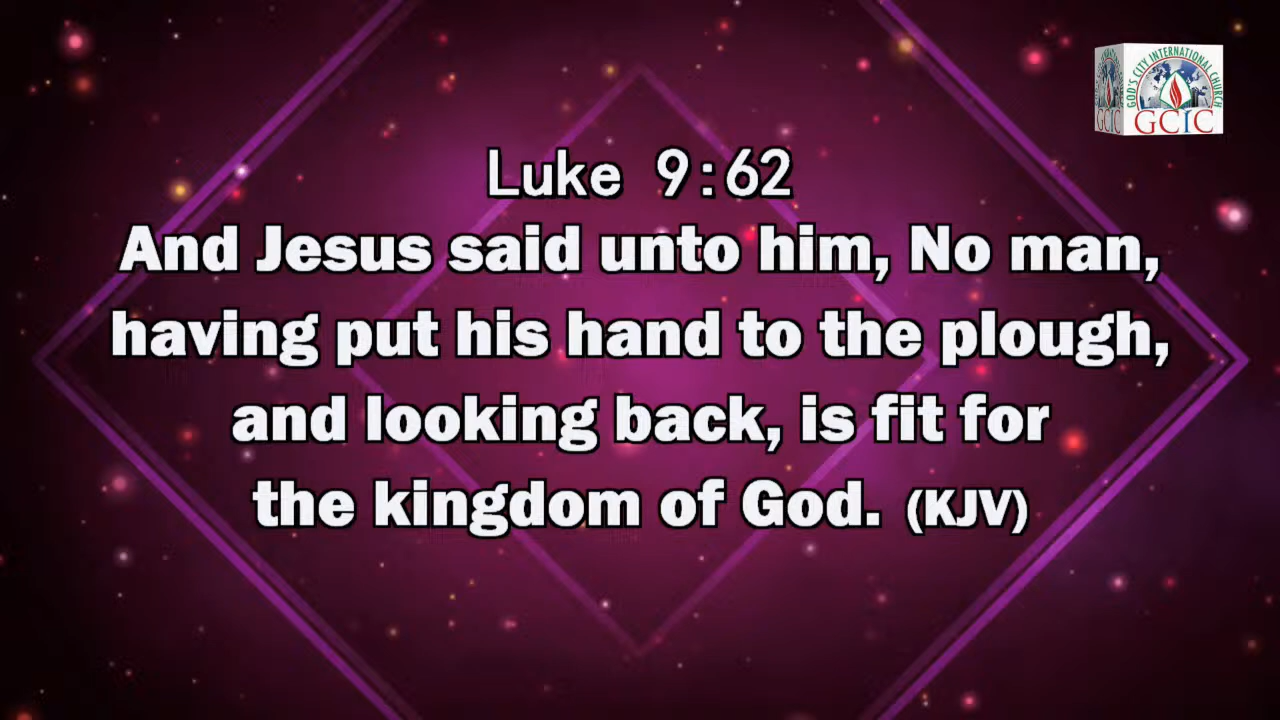 GOD'S CITY INTERNATIONAL CHURCH
GCIC
GCIC
Luke 9:62
And Jesus said unto him, No man,
having put his hand to the plough,
and looking back, is fit for
the kingdom of God. (KJV)